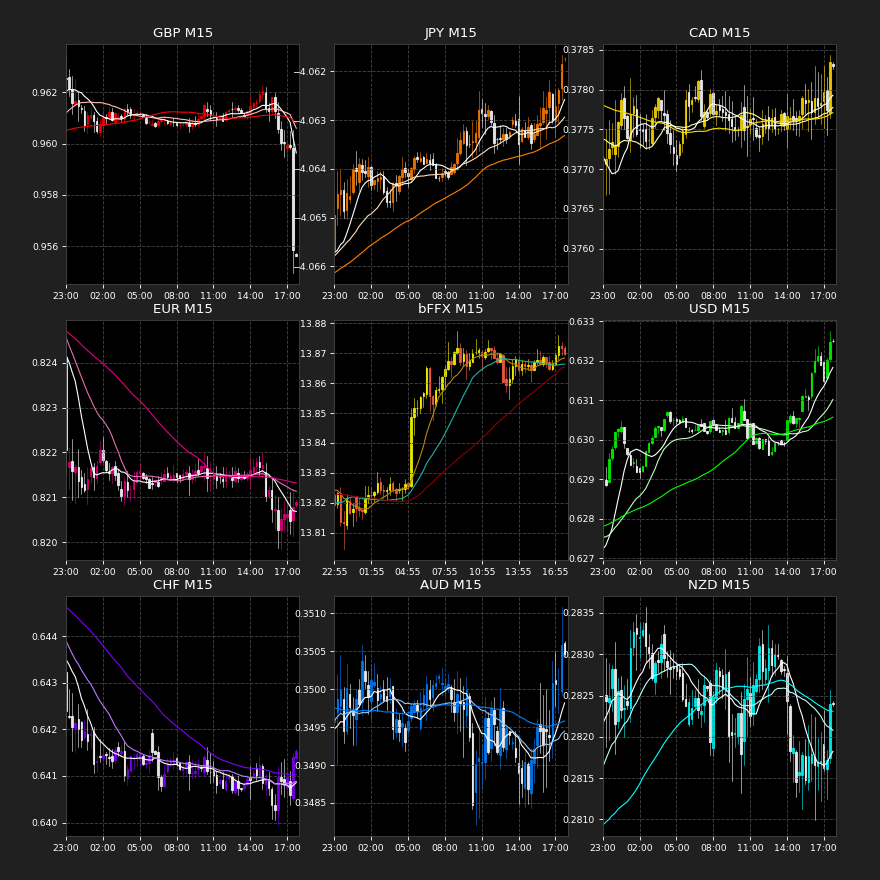 GBP M15
0.962
0.960
0.958
0.956
23:00 02:00 05:00 08:00 11:00 14:00 17:00
JPY M15
-4.062
-4.063
-4.064
-4.065
-4.066
23:00 02:00 05:00 08:00 11:00 14:00 17:00
CAD M15
0.3785
0.3780
0.3775
0.3770
0.3765
0.3760
23:00 02:00 05:00 08:00 11:00 14:00 17:00
EUR M15
0.824
0.823
0.822
0.821
0.820
23:00 02:00 05:00 08:00 11:00 14:00 17:00
bFFX M15
13.88
13.87
13.86
13.85
13.84
13.83
13.82
13.81
22:55 01:55 04:55 07:55 10:55 13:55 16:55
USD M15
0.633
0.632
0.631
0.630
0.629
0.628
0.627
23:00 02:00 05:00 08:00 11:00 14:00 17:00
CHF M15
0.644
0.643
0.642
0.641
0.640
23:00 02:00 05:00 08:00 11:00 14:00 17:00
AUD M15
0.3510
0.3505
0.3500
0.3495
0.3490
0.3485
23:00 02:00 05:00 08:00 11:00 14:00 17:00
NZD M15
0.2835
0.2830
0.2825
0.2820
0.2815
0.2810
23:00 02:00 05:00 08:00 11:00 14:00 17:00